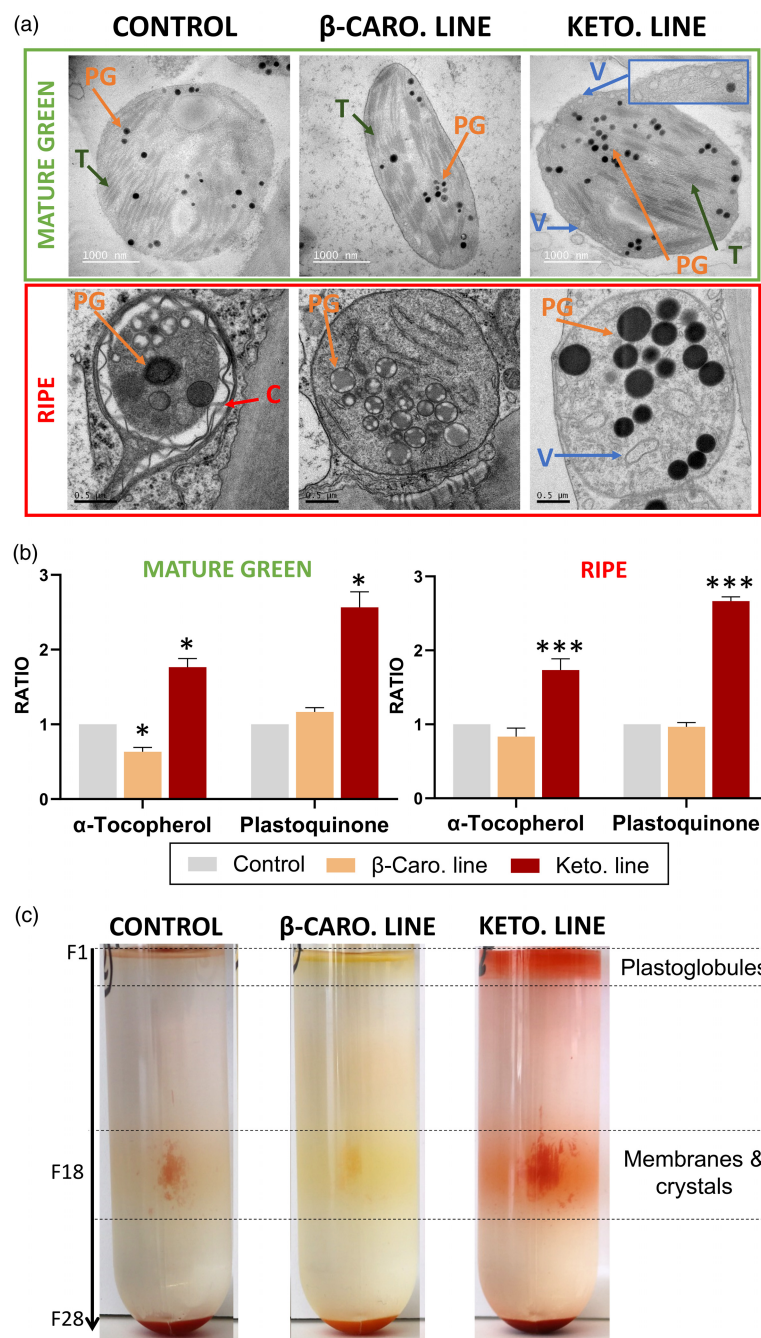 (a)
CONTROL β-CARO. LINE KETO. LINE
MATURE GREEN
PG
T
1000 nm
T
PG
1000 nm
V
V
PG
T
1000 nm
RIPE
PG
C
0.5 µm
PG
0.5 µm
PG
V
0.5 µm
(b)
MATURE GREEN
RATIO
3
2
1
0
*
*
*
α-Tocopherol Plastoquinone
RIPE
RATIO
3
2
1
0
***
***
α-Tocopherol Plastoquinone
Control β-Caro. line Keto. line
(c)
CONTROL β-CARO. LINE KETO. LINE
F1
Plastoglobules
F18
Membranes &
crystals
F28